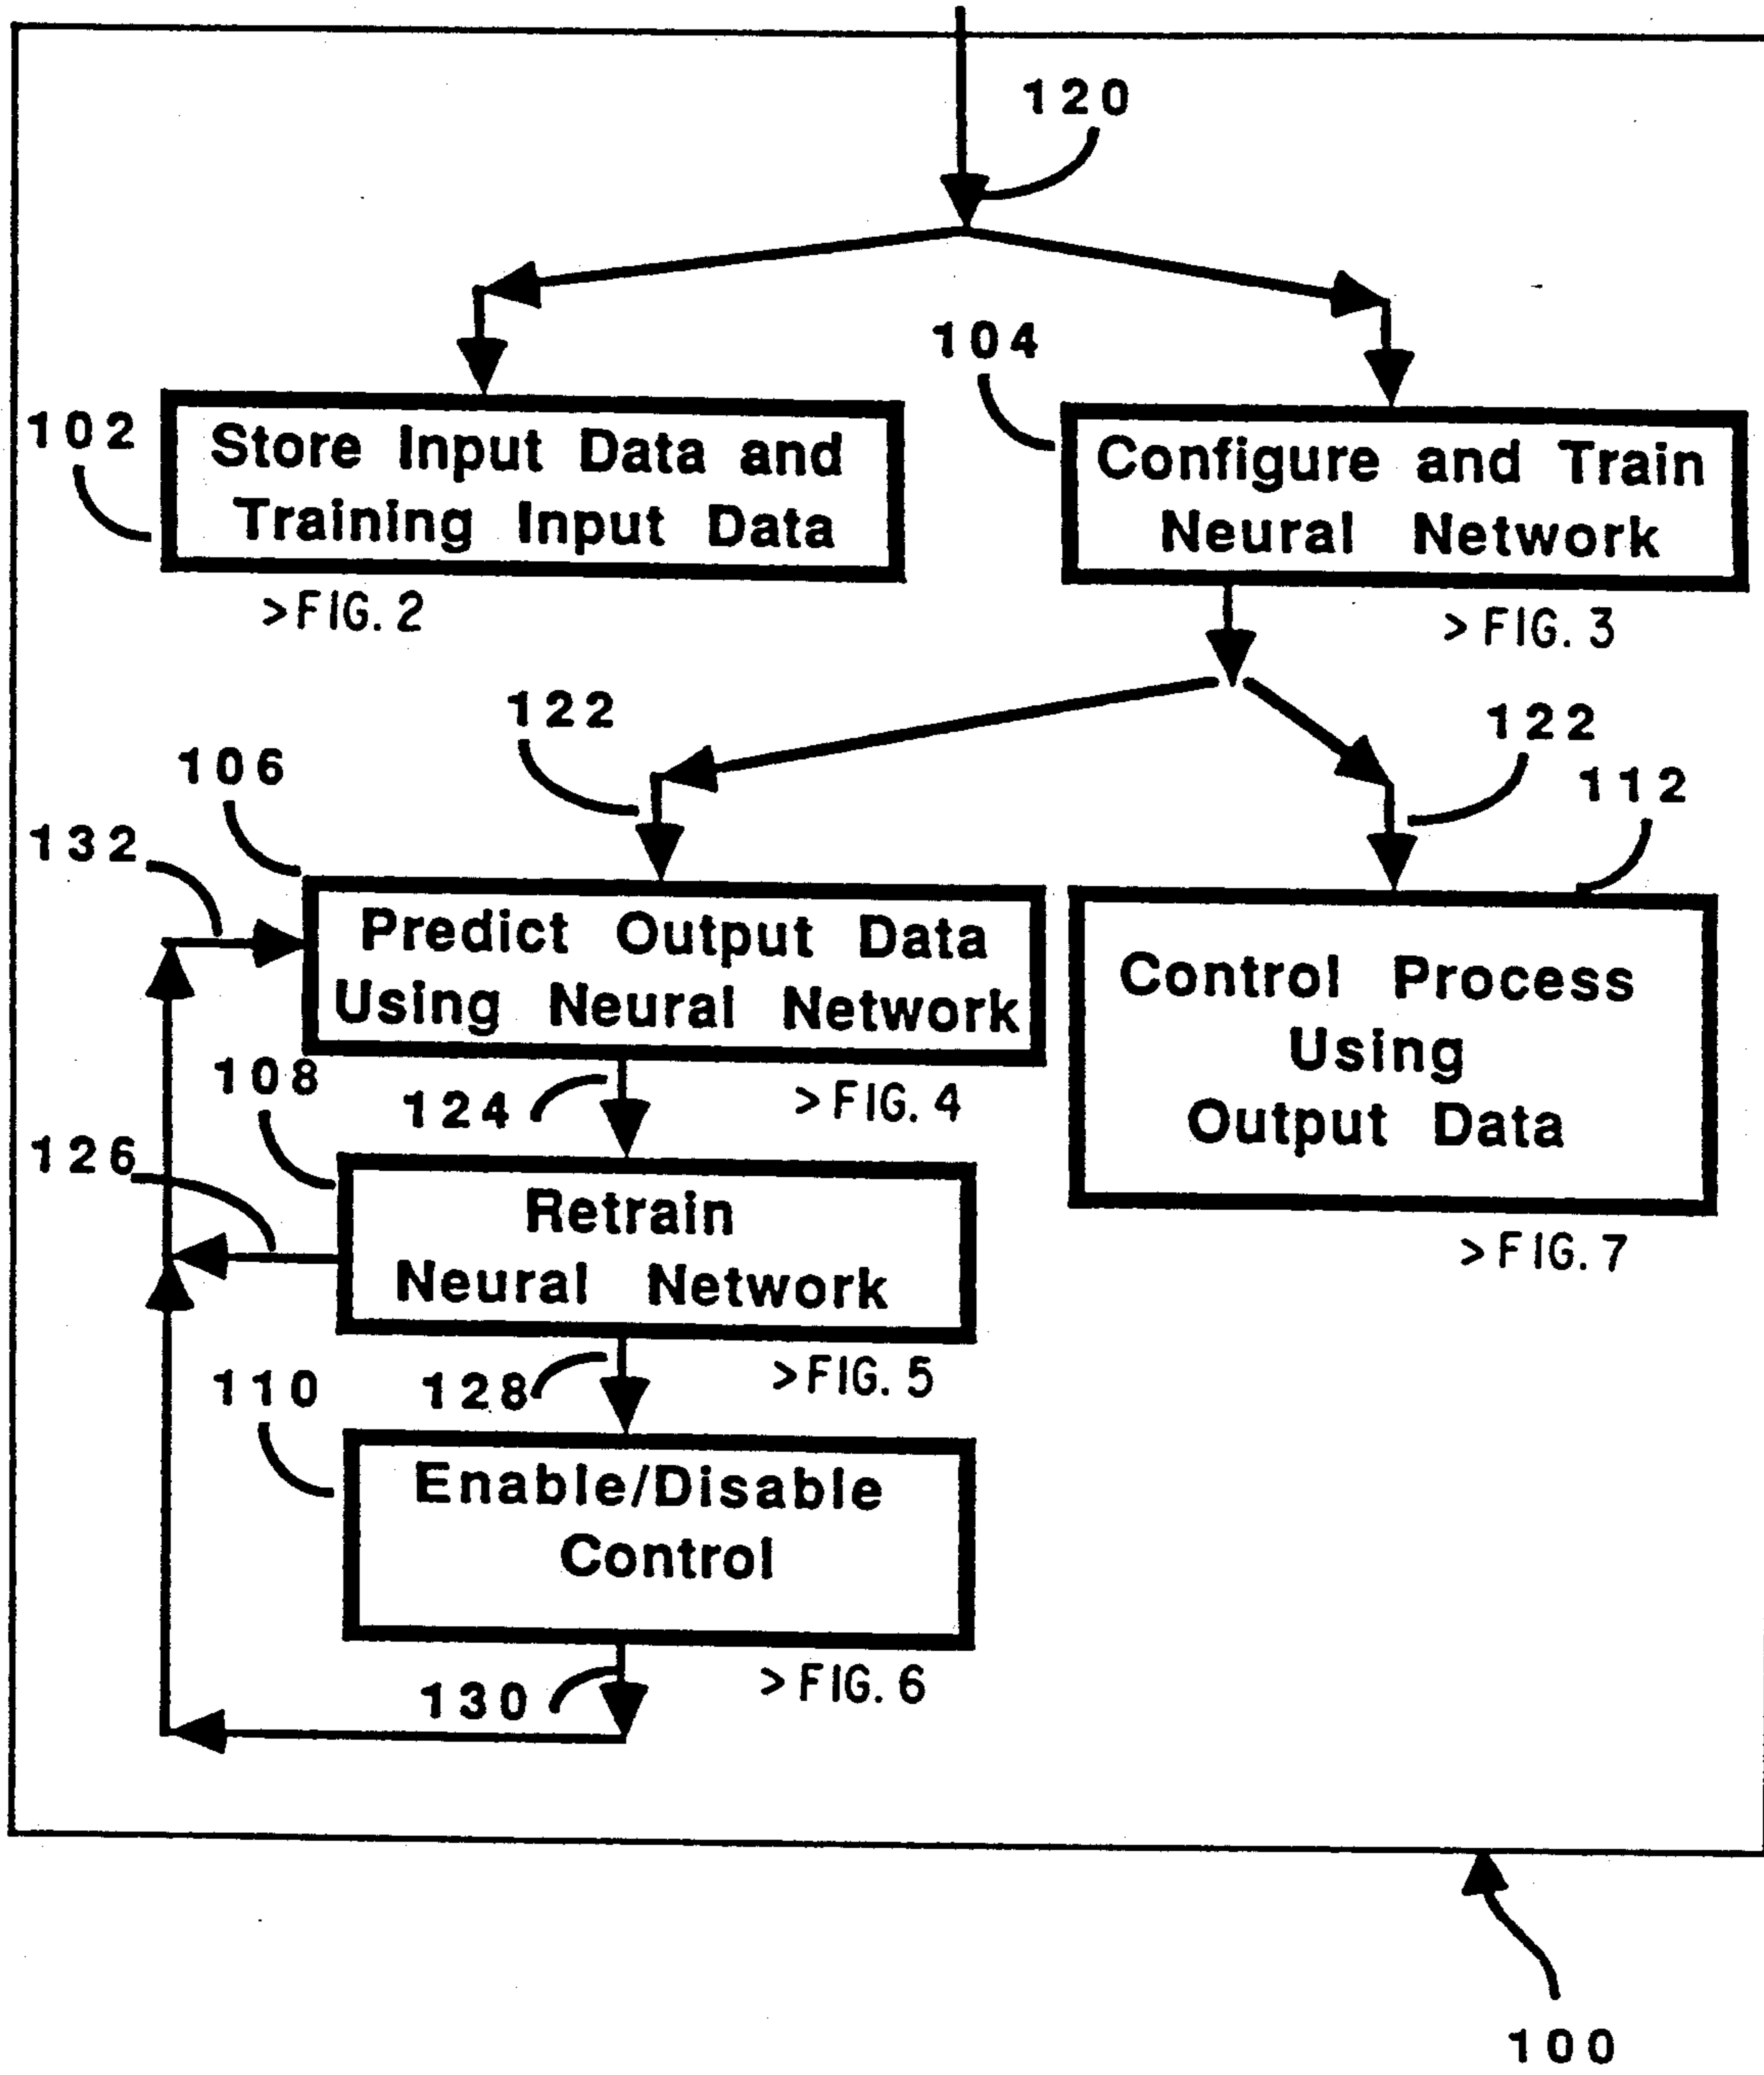 120
104
102
Store Input Data and
Training Input Data
Configure and Train
Neural Network
>FIG. 2
> FIG. 3
122
122
106
112
132
Predict Output Data
Using Neural Network
Control Process
Using
Output Data
108
124
>FIG. 4
126
Retrain
Neural Network
>FIG. 7
110
128
>FIG. 5
Enable/Disable
Control
130
>FIG. 6
100